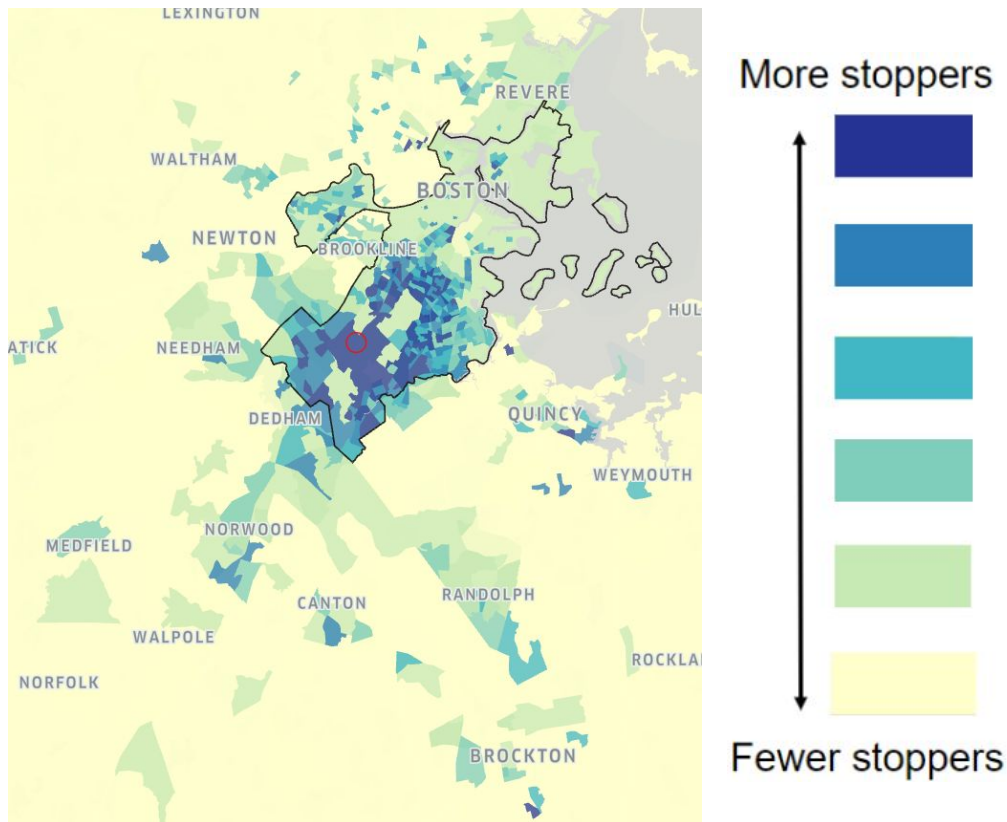 LEXINGTON
REVERE
WALTHAM
BOSTON
NEWTON
BROOKLINE
HUL
ATICK
NEEDHAM
DEDHAM
QUINCY
WEYMOUTH
NORWOOD
MEDFIELD
CANTON
RANDOLPH
WALPOLE
ROCKLA
NORFOLK
BROCKTON
More stoppers
Fewer stoppers